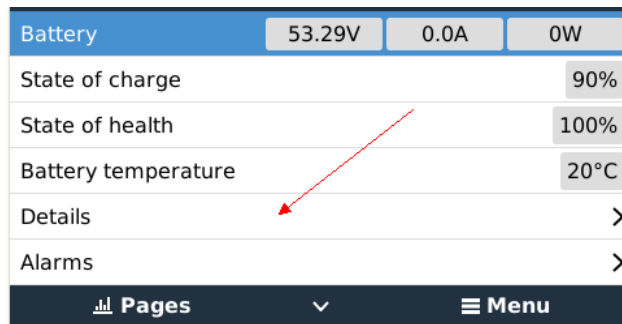 Battery 53.29V 0.0A 0W
State of charge 90%
State of health 100%
Battery temperature 20°C
Details
Alarms
Pages Menu